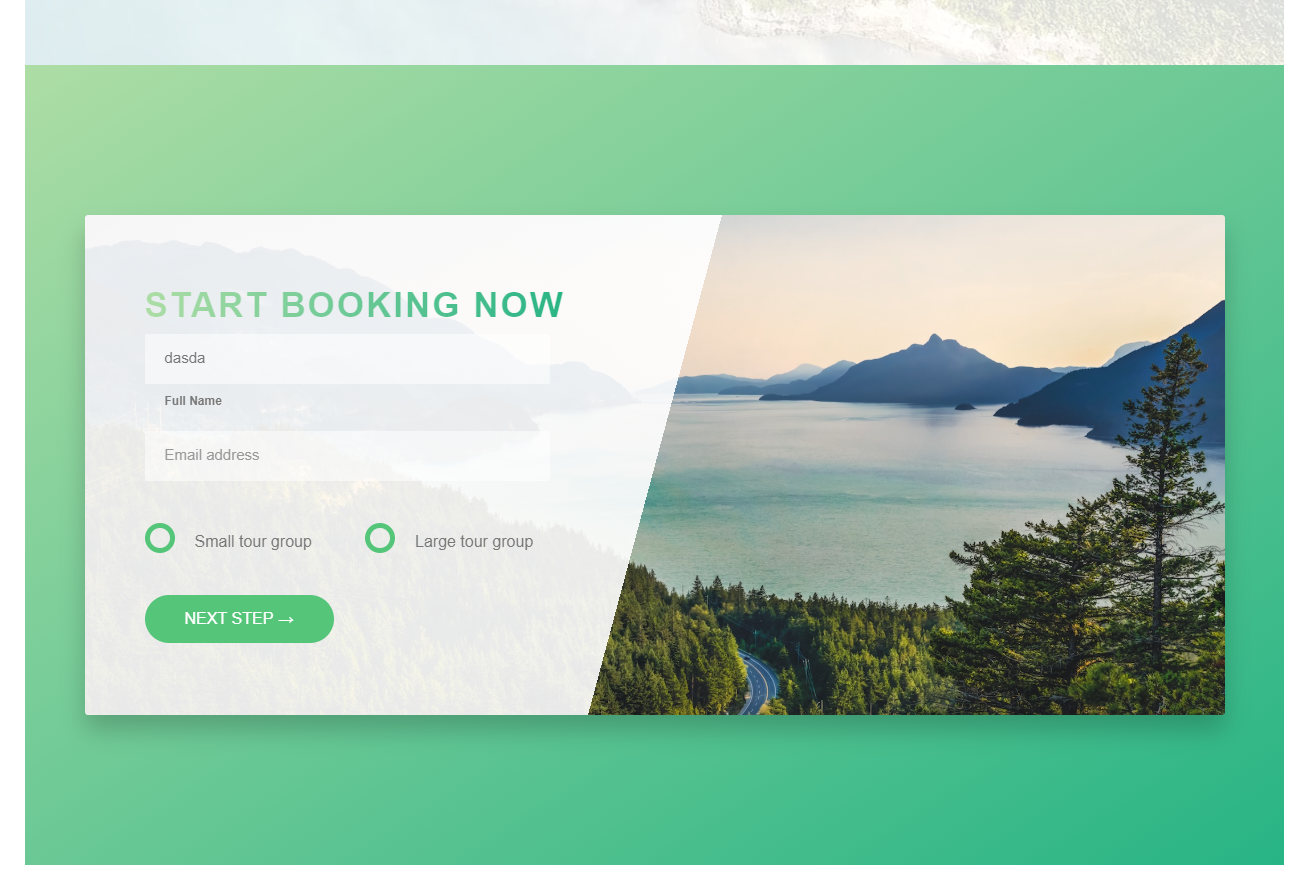 START BOOKING NOW
dasda
Full Name
Email address
Small tour group
Large tour group
NEXT STEP →